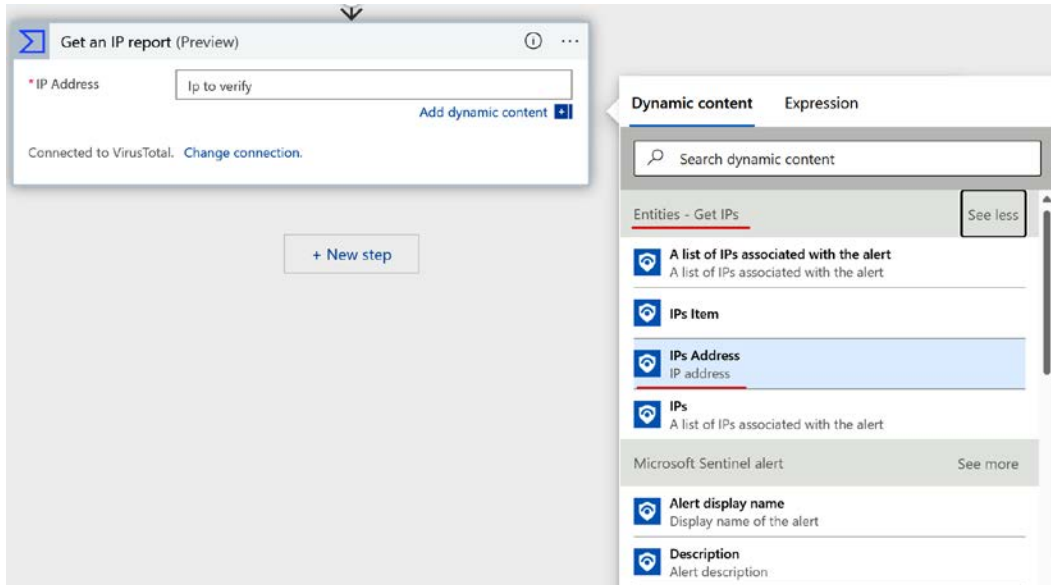 Get an IP report (Preview)
* IP Address
Ip to verify
Add dynamic content
Connected to VirusTotal. Change connection.
+ New step
Dynamic content
Expression
Search dynamic content
Entities - Get IPs
See less
A list of IPs associated with the alert
A list of IPs associated with the alert
IPs Item
IPs Address
IP address
IPs
A list of IPs associated with the alert
Microsoft Sentinel alert
See more
Alert display name
Display name of the alert
Description
Alert description